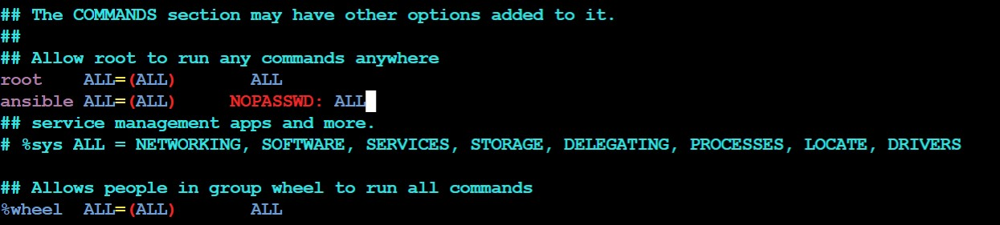 ## The COMMANDS section may have other options added to it.
##
## Allow root to run any commands anywhere
root    ALL=(ALL)       ALL
ansible ALL=(ALL)     NOPASSWD: ALL
## service management apps and more.
# %sys ALL = NETWORKING, SOFTWARE, SERVICES, STORAGE, DELEGATING, PROCESSES, LOCATE, DRIVERS
## Allows people in group wheel to run all commands
%wheel  ALL=(ALL)       ALL